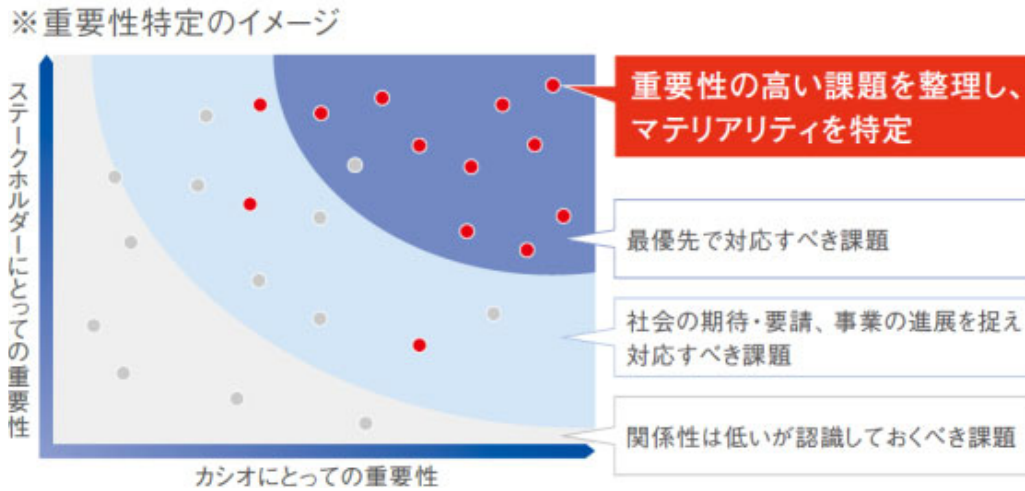 ※重要性特定のイメージ
ステークホルダーにとっての重要性
重要性の高い課題を整理し、
マテリアリティを特定
最優先で対応すべき課題
社会の期待・要請、事業の進展を捉え
対応すべき課題
関係性は低いが認識しておくべき課題
カシオにとっての重要性